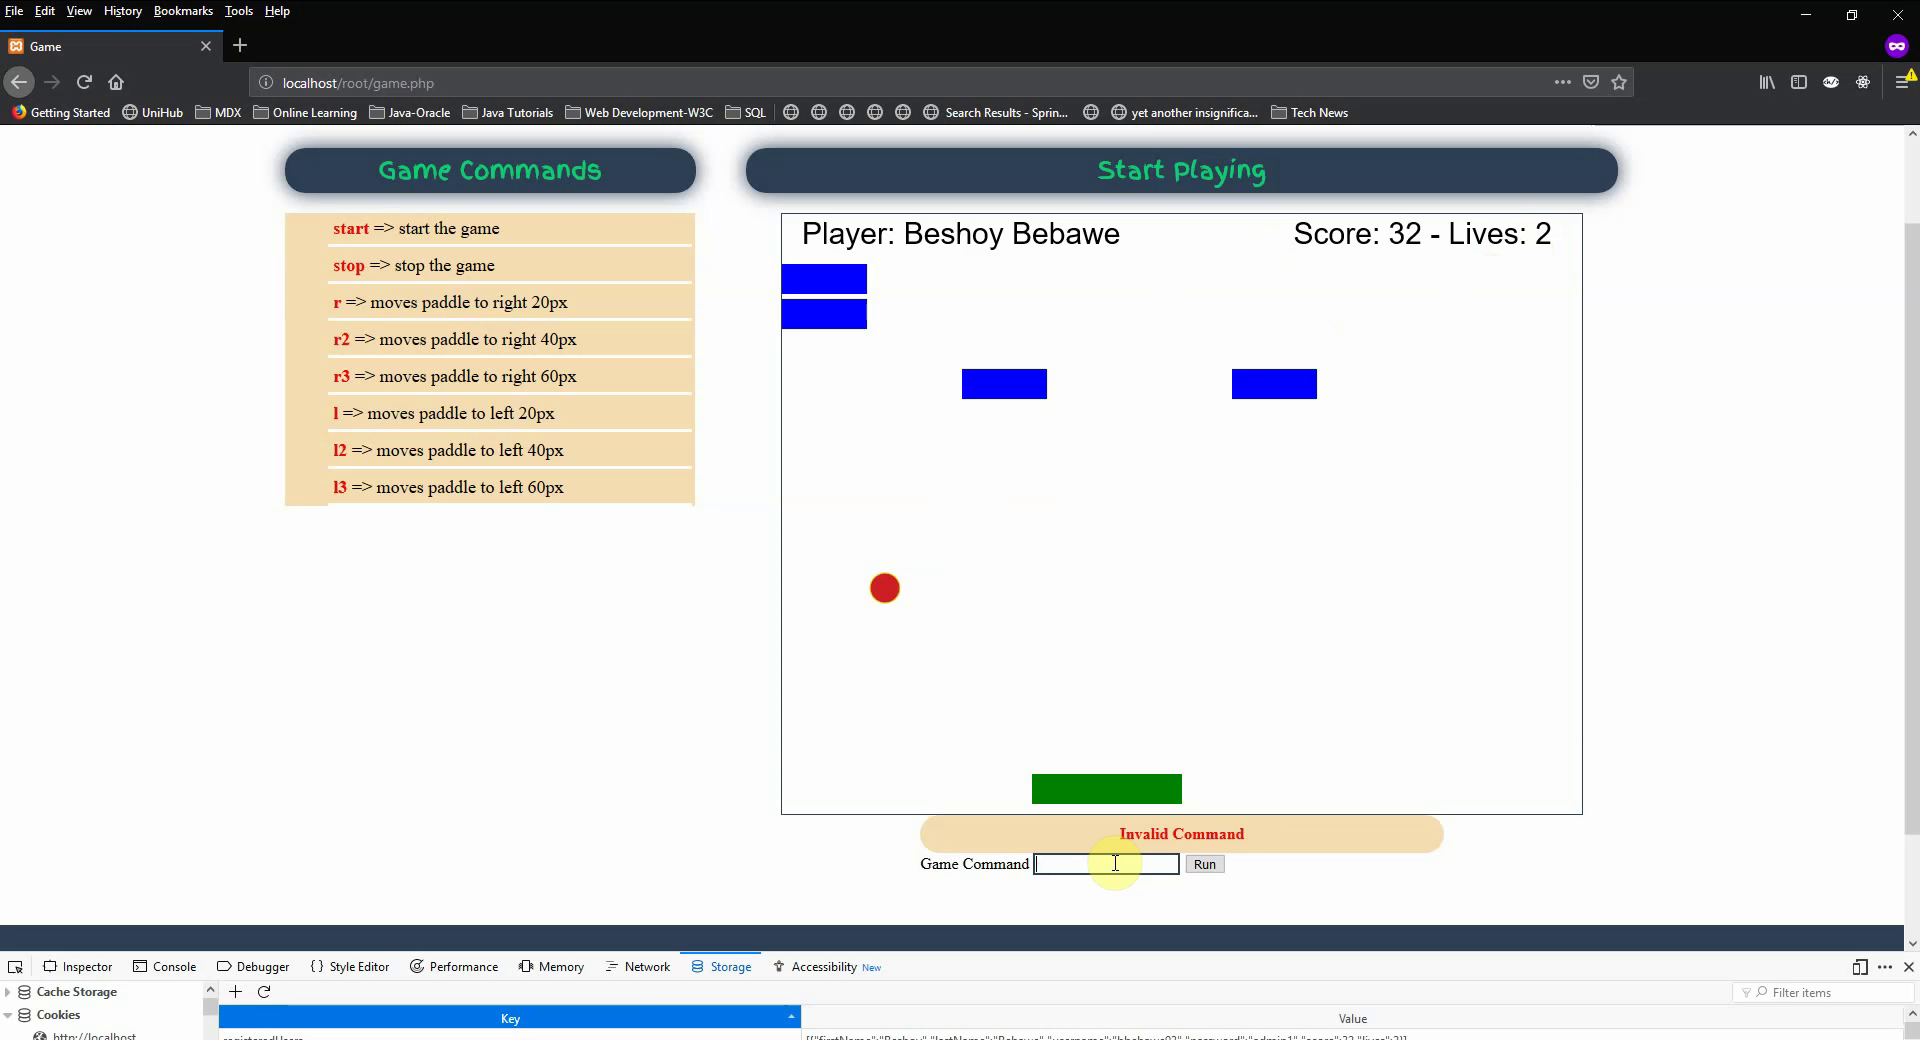 File Edit View History Bookmarks Tools Help
Game
localhost/root/game.php
Getting Started UniHub MDX Online Learning Java-Oracle Java Tutorials Web Development-W3C SQL Search Results - Sprin... yet another insignifica... Tech News
Game Commands
Start Playing
start => start the game
stop => stop the game
r => moves paddle to right 20px
r2 => moves paddle to right 40px
r3 => moves paddle to right 60px
l => moves paddle to left 20px
l2 => moves paddle to left 40px
l3 => moves paddle to left 60px
Player: Beshoy Bebawe
Score: 32 - Lives: 2
Invalid Command
Game Command
Run
Inspector Console Debugger Style Editor Performance Memory Network Storage Accessibility New
Cache Storage
Filter items
Cookies
Key
Value
http://localhost